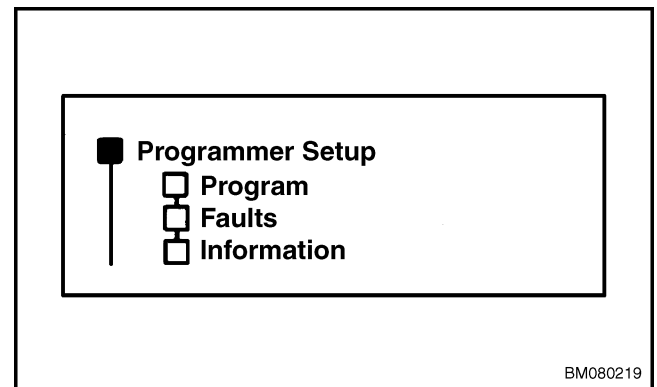 Programmer Setup
Program
Faults
Information
BM080219